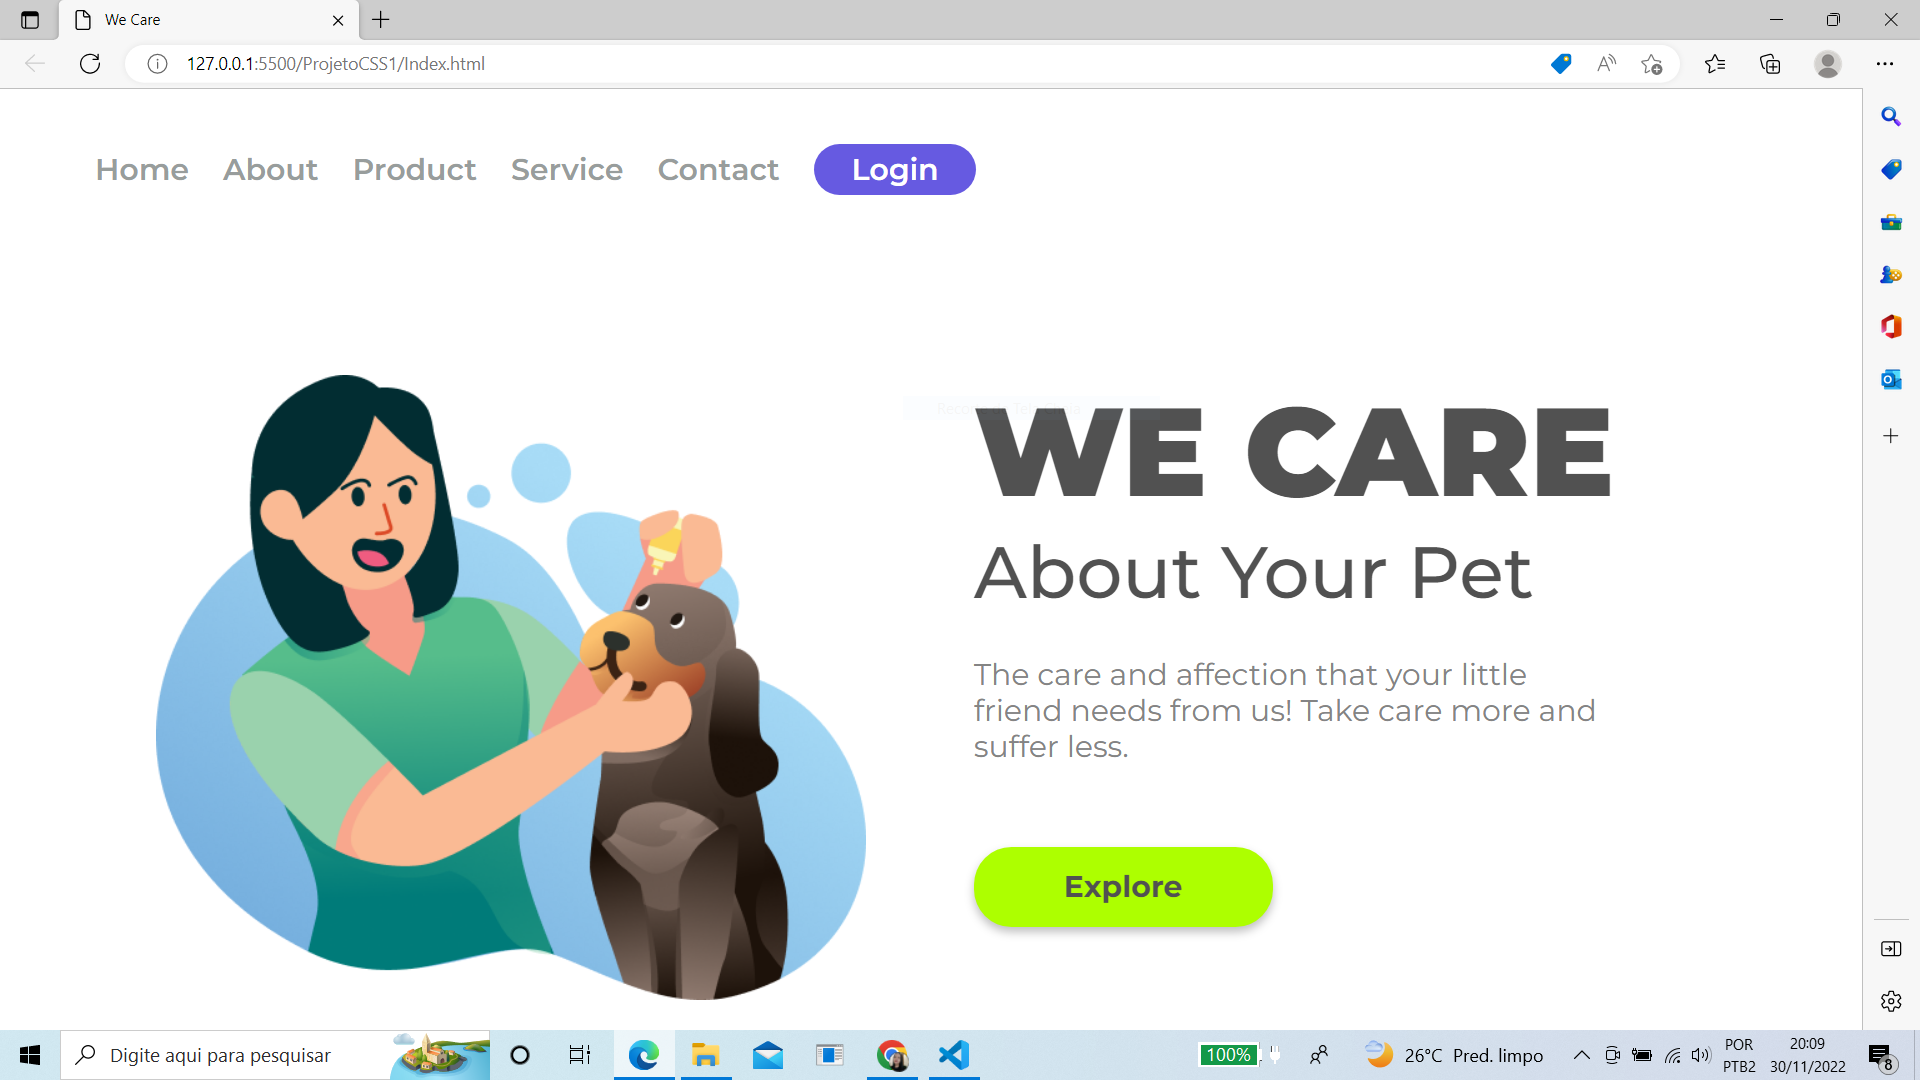 We Care
127.0.0.1:5500/ProjetoCSS1/Index.html
Home About Product Service Contact Login
WE CARE
About Your Pet
The care and affection that your little
friend needs from us! Take care more and
suffer less.
Explore
Digite aqui para pesquisar
100%
26°C Pred. limpo
POR
PTB2
20:09
30/11/2022
8